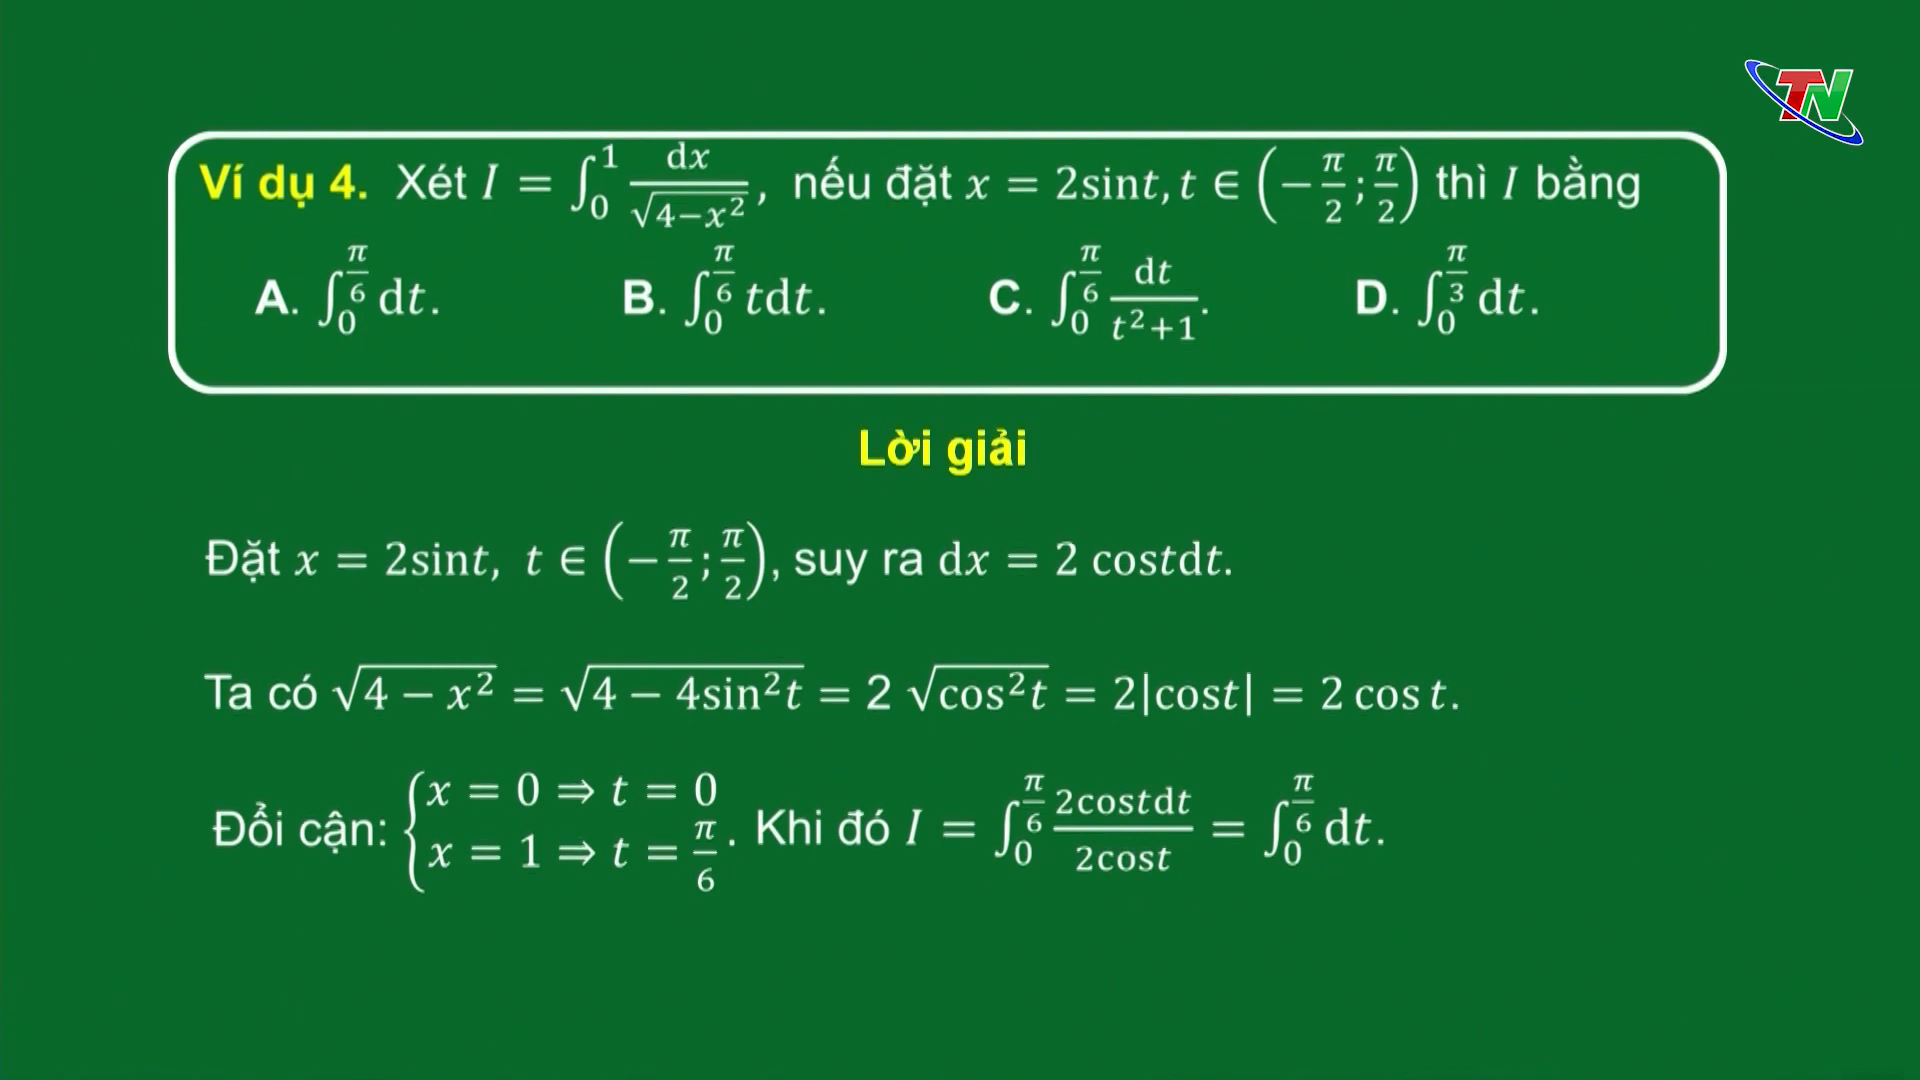 TN
Ví dụ 4. Xét I = ∫₀¹ dx/√(4−x²), nếu đặt x = 2sint, t ∈ (−π/2; π/2) thì I bằng
A. ∫₀^(π/6) dt. B. ∫₀^(π/6) tdt. C. ∫₀^(π/6) dt/(t²+1). D. ∫₀^(π/3) dt.
Lời giải
Đặt x = 2sint, t ∈ (−π/2; π/2), suy ra dx = 2 costdt.
Ta có √(4 − x²) = √(4 − 4sin²t) = 2 √(cos²t) = 2|cost| = 2 cos t.
Đổi cận: {x = 0 ⇒ t = 0
x = 1 ⇒ t = π/6. Khi đó I = ∫₀^(π/6) 2costdt/2cost = ∫₀^(π/6) dt.